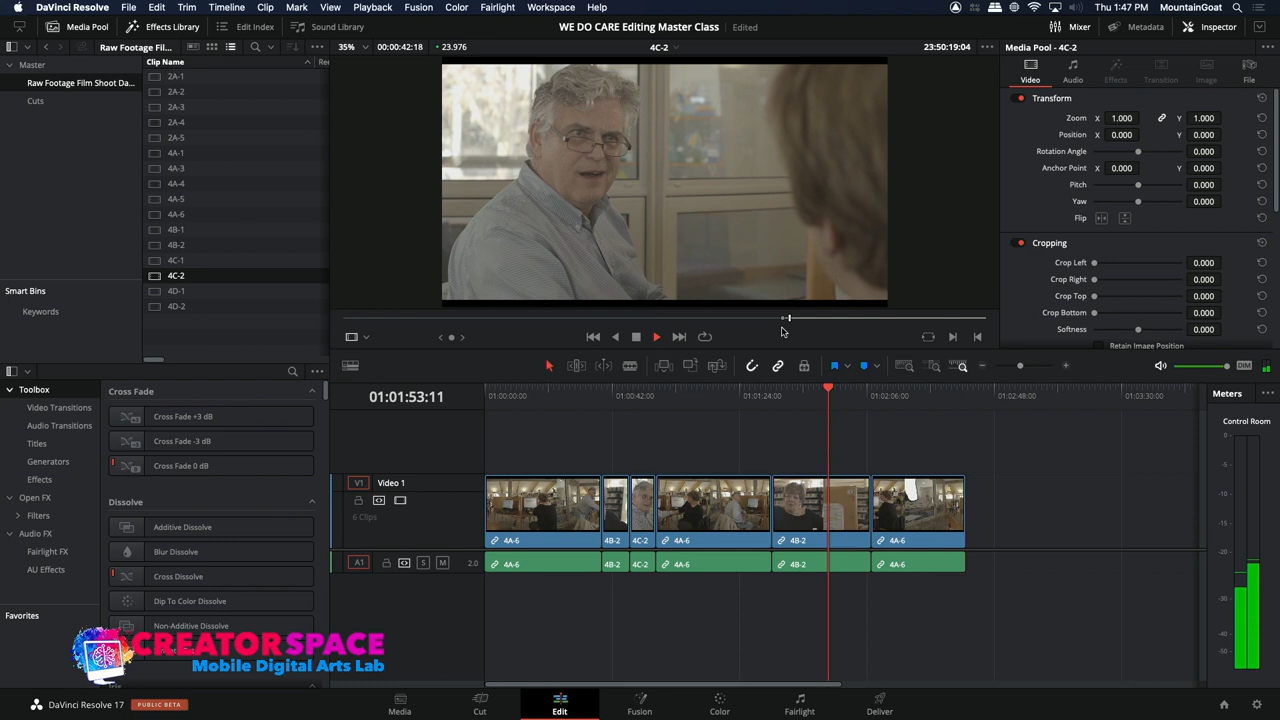 DaVinci Resolve File Edit Trim Timeline Clip Mark View Playback Fusion Color Fairlight Workspace Help
Thu 1:47 PM MountainGoat
Media Pool Effects Library Edit Index Sound Library
WE DO CARE Editing Master Class Edited
Mixer Metadata Inspector
Raw Footage Fil...
35% 00:00:42:18 23.976 4C-2 23:50:19:04
Media Pool - 4C-2
Master
Raw Footage Film Shoot Da...
Cuts
Smart Bins
Keywords
Clip Name Ree
2A-1
2A-2
2A-3
2A-4
2A-5
4A-1
4A-3
4A-4
4A-5
4A-6
4B-1
4B-2
4C-1
4C-2
4D-1
4D-2
Video Audio Effects Transition Image File
Transform
Zoom X 1.000 Y 1.000
Position X 0.000 Y 0.000
Rotation Angle 0.000
Anchor Point X 0.000 Y 0.000
Pitch 0.000
Yaw 0.000
Flip
Cropping
Crop Left 0.000
Crop Right 0.000
Crop Top 0.000
Crop Bottom 0.000
Softness 0.000
Retain Image Position
DIM
Toolbox
Video Transitions
Audio Transitions
Titles
Generators
Effects
Open FX
Filters
Audio FX
Fairlight FX
AU Effects
Favorites
Cross Fade
Cross Fade +3 dB
Cross Fade -3 dB
Cross Fade 0 dB
Dissolve
Additive Dissolve
Blur Dissolve
Cross Dissolve
Dip To Color Dissolve
Non-Additive Dissolve
01:01:53:11
01:00:00:00 01:00:42:00 01:01:24:00 01:02:06:00 01:02:48:00 01:03:30:00
V1 Video 1
6 Clips
4A-6 4B-2 4C-2 4A-6 4B-2 4A-6
A1 S M 2.0
4A-6 4B-2 4C-2 4A-6 4B-2 4A-6
Meters
Control Room
0
-5
-10
-15
-20
-30
-40
-50
CREATORSPACE
Mobile Digital Arts Lab
DaVinci Resolve 17 PUBLIC BETA
Media Cut Edit Fusion Color Fairlight Deliver